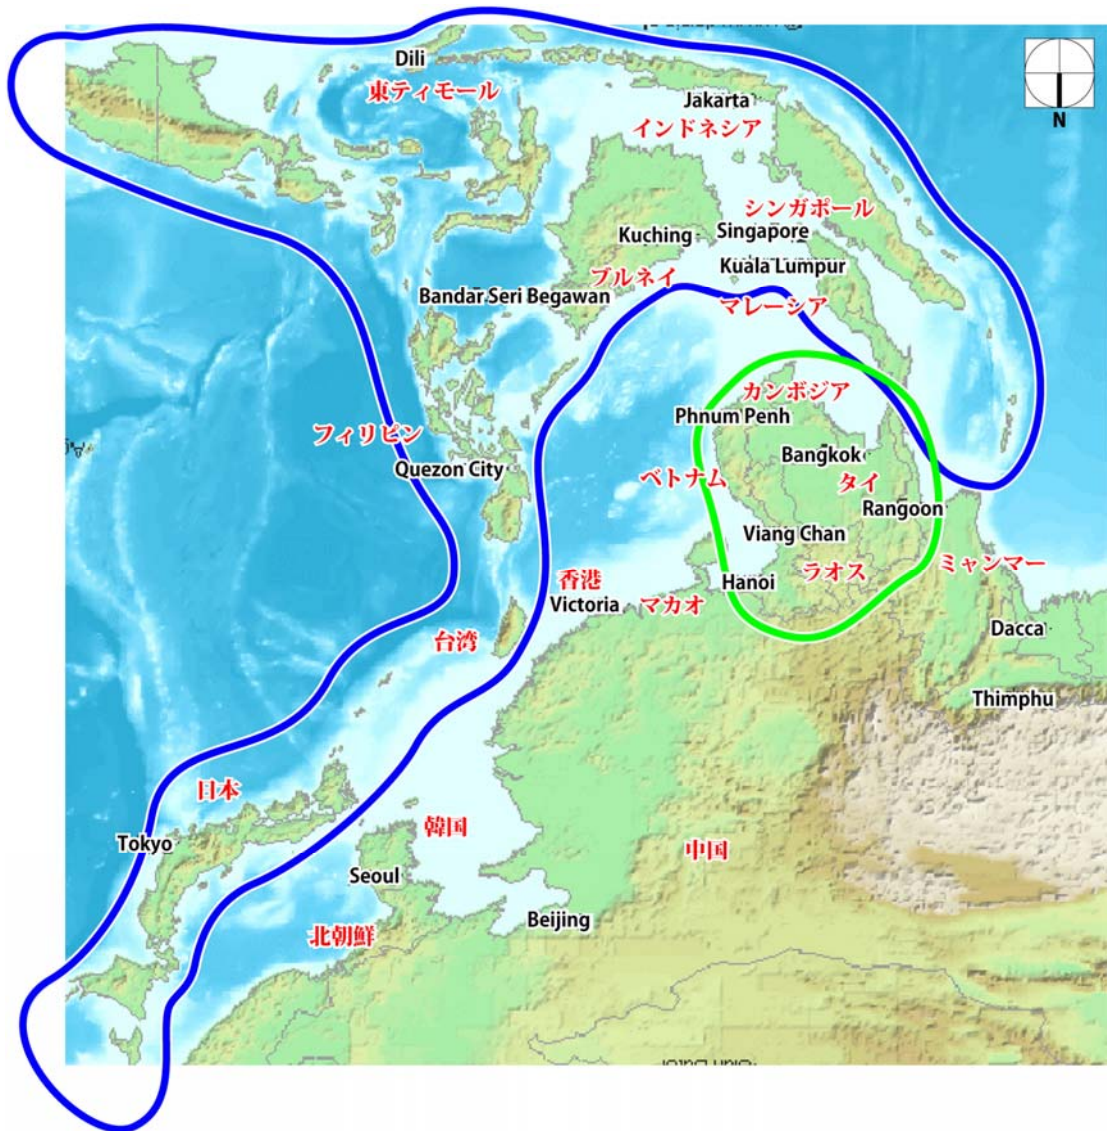 Dili
東ティモール
Jakarta
インドネシア
N
シンガポール
Singapore
Kuching
Kuala Lumpur
ブルネイ
Bandar Seri Begawan
マレーシア
カンボジア
Phnum Penh
フィリピン
Bangkok
Quezon City
ベトナム
タイ
Rangoon
Viang Chan
ミャンマー
ラオス
香港
Hanoi
Victoria
マカオ
台湾
Dacca
Thimphu
日本
韓国
Tokyo
中国
Seoul
Beijing
北朝鮮